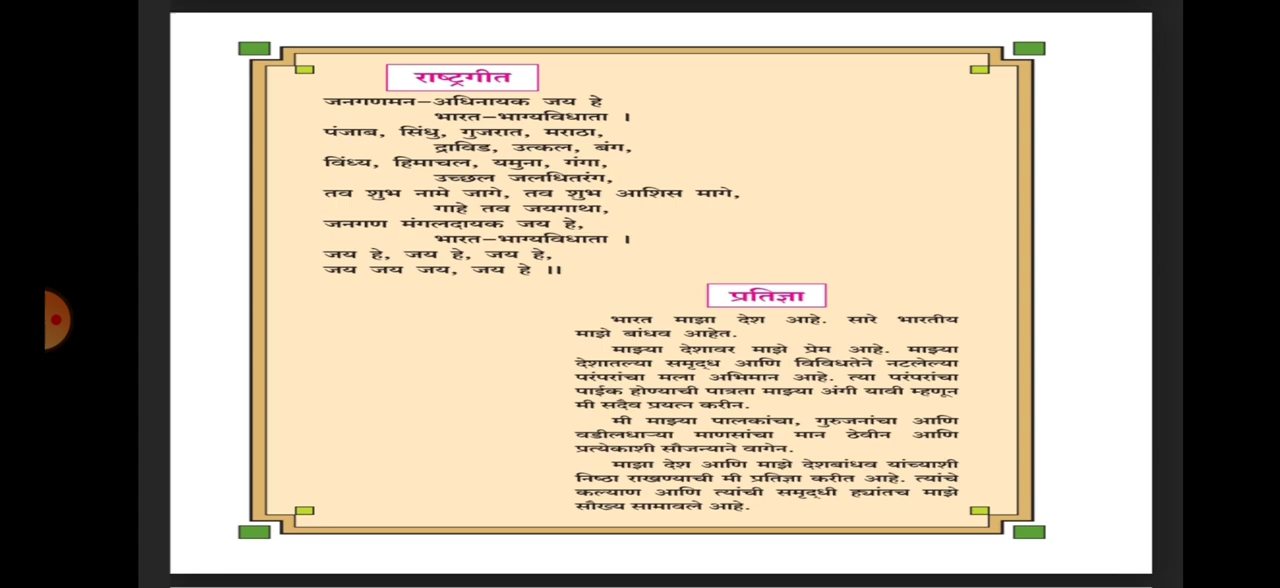 राष्ट्रगीत
जनगणमन–अधिनायक जय हे
भारत–भाग्यविधाता ।
पंजाब, सिंधु, गुजरात, मराठा,
द्राविड, उत्कल, बंग,
विंध्य, हिमाचल, यमुना, गंगा,
उच्छल जलधितरंग,
तव शुभ नामे जागे, तव शुभ आशिस मागे,
गाहे तव जयगाथा,
जनगण मंगलदायक जय हे,
भारत–भाग्यविधाता ।
जय हे, जय हे, जय हे,
जय जय जय, जय हे ।।
प्रतिज्ञा
भारत माझा देश आहे. सारे भारतीय
माझे बांधव आहेत.
माझ्या देशावर माझे प्रेम आहे. माझ्या
देशातल्या समृद्ध आणि विविधतेने नटलेल्या
परंपरांचा मला अभिमान आहे. त्या परंपरांचा
पाईक होण्याची पात्रता माझ्या अंगी यावी म्हणून
मी सदैव प्रयत्न करीन.
मी माझ्या पालकांचा, गुरुजनांचा आणि
वडीलधाऱ्या माणसांचा मान ठेवीन आणि
प्रत्येकाशी सौजन्याने वागेन.
माझा देश आणि माझे देशबांधव यांच्याशी
निष्ठा राखण्याची मी प्रतिज्ञा करीत आहे. त्यांचे
कल्याण आणि त्यांची समृद्धी ह्यांतच माझे
सौख्य सामावले आहे.